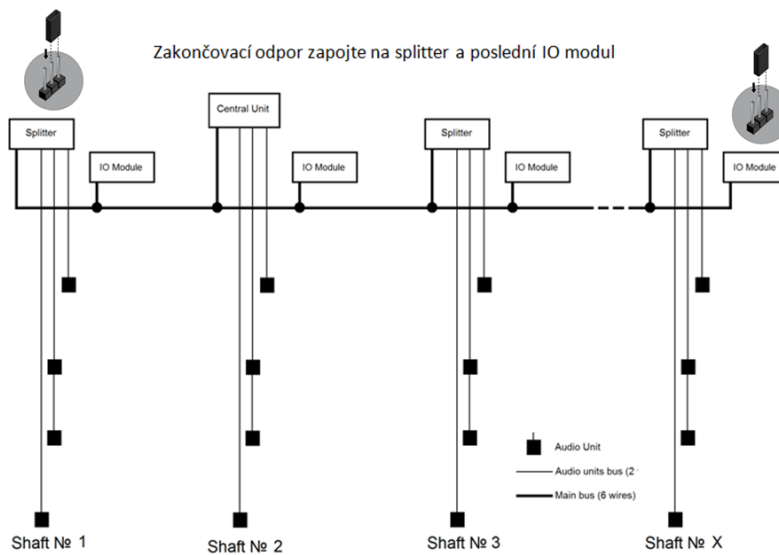 Zakončovací odpor zapojte na splitter a poslední IO modul
Central Unit
Splitter
Splitter
Splitter
IO Module
IO Module
IO Module
IO Module
Audio Unit
Audio units bus (2
Main bus (6 wires)
Shaft № 1
Shaft № 2
Shaft № 3
Shaft № X